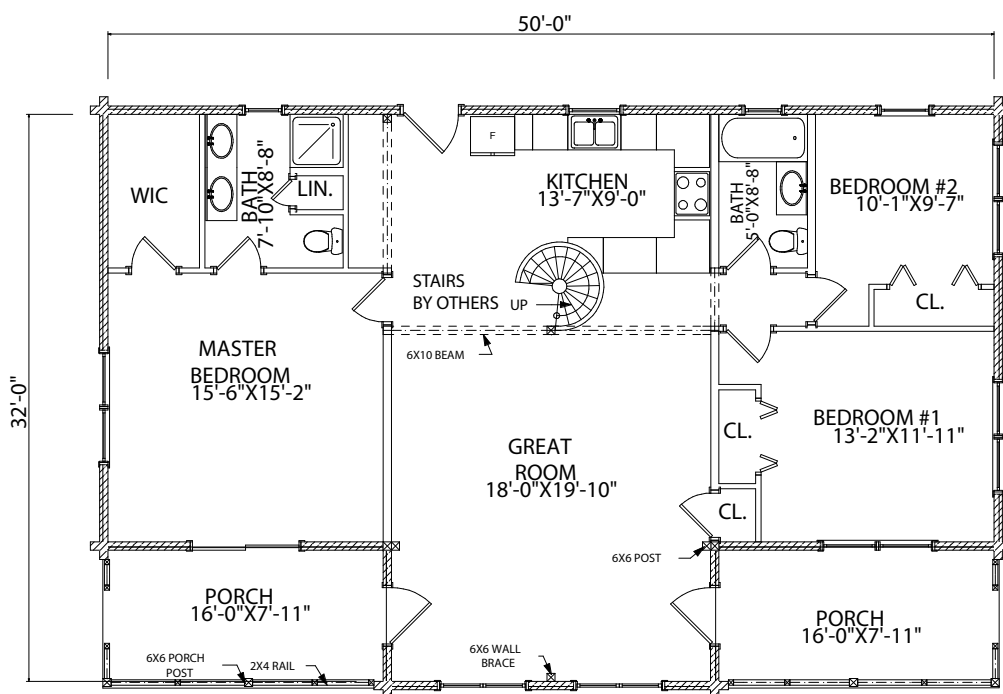 50'-0"
32'-0"
WIC
BATH
7'-10"X8'-8"
LIN.
F
KITCHEN
13'-7"X9'-0"
BATH
5'-0"X8'-8"
BEDROOM #2
10'-1"X9'-7"
CL.
STAIRS
BY OTHERS
UP
6X10 BEAM
MASTER
BEDROOM
15'-6"X15'-2"
BEDROOM #1
13'-2"X11'-11"
CL.
GREAT
ROOM
18'-0"X19'-10"
CL.
6X6 POST
PORCH
16'-0"X7'-11"
PORCH
16'-0"X7'-11"
6X6 PORCH
POST
2X4 RAIL
6X6 WALL
BRACE